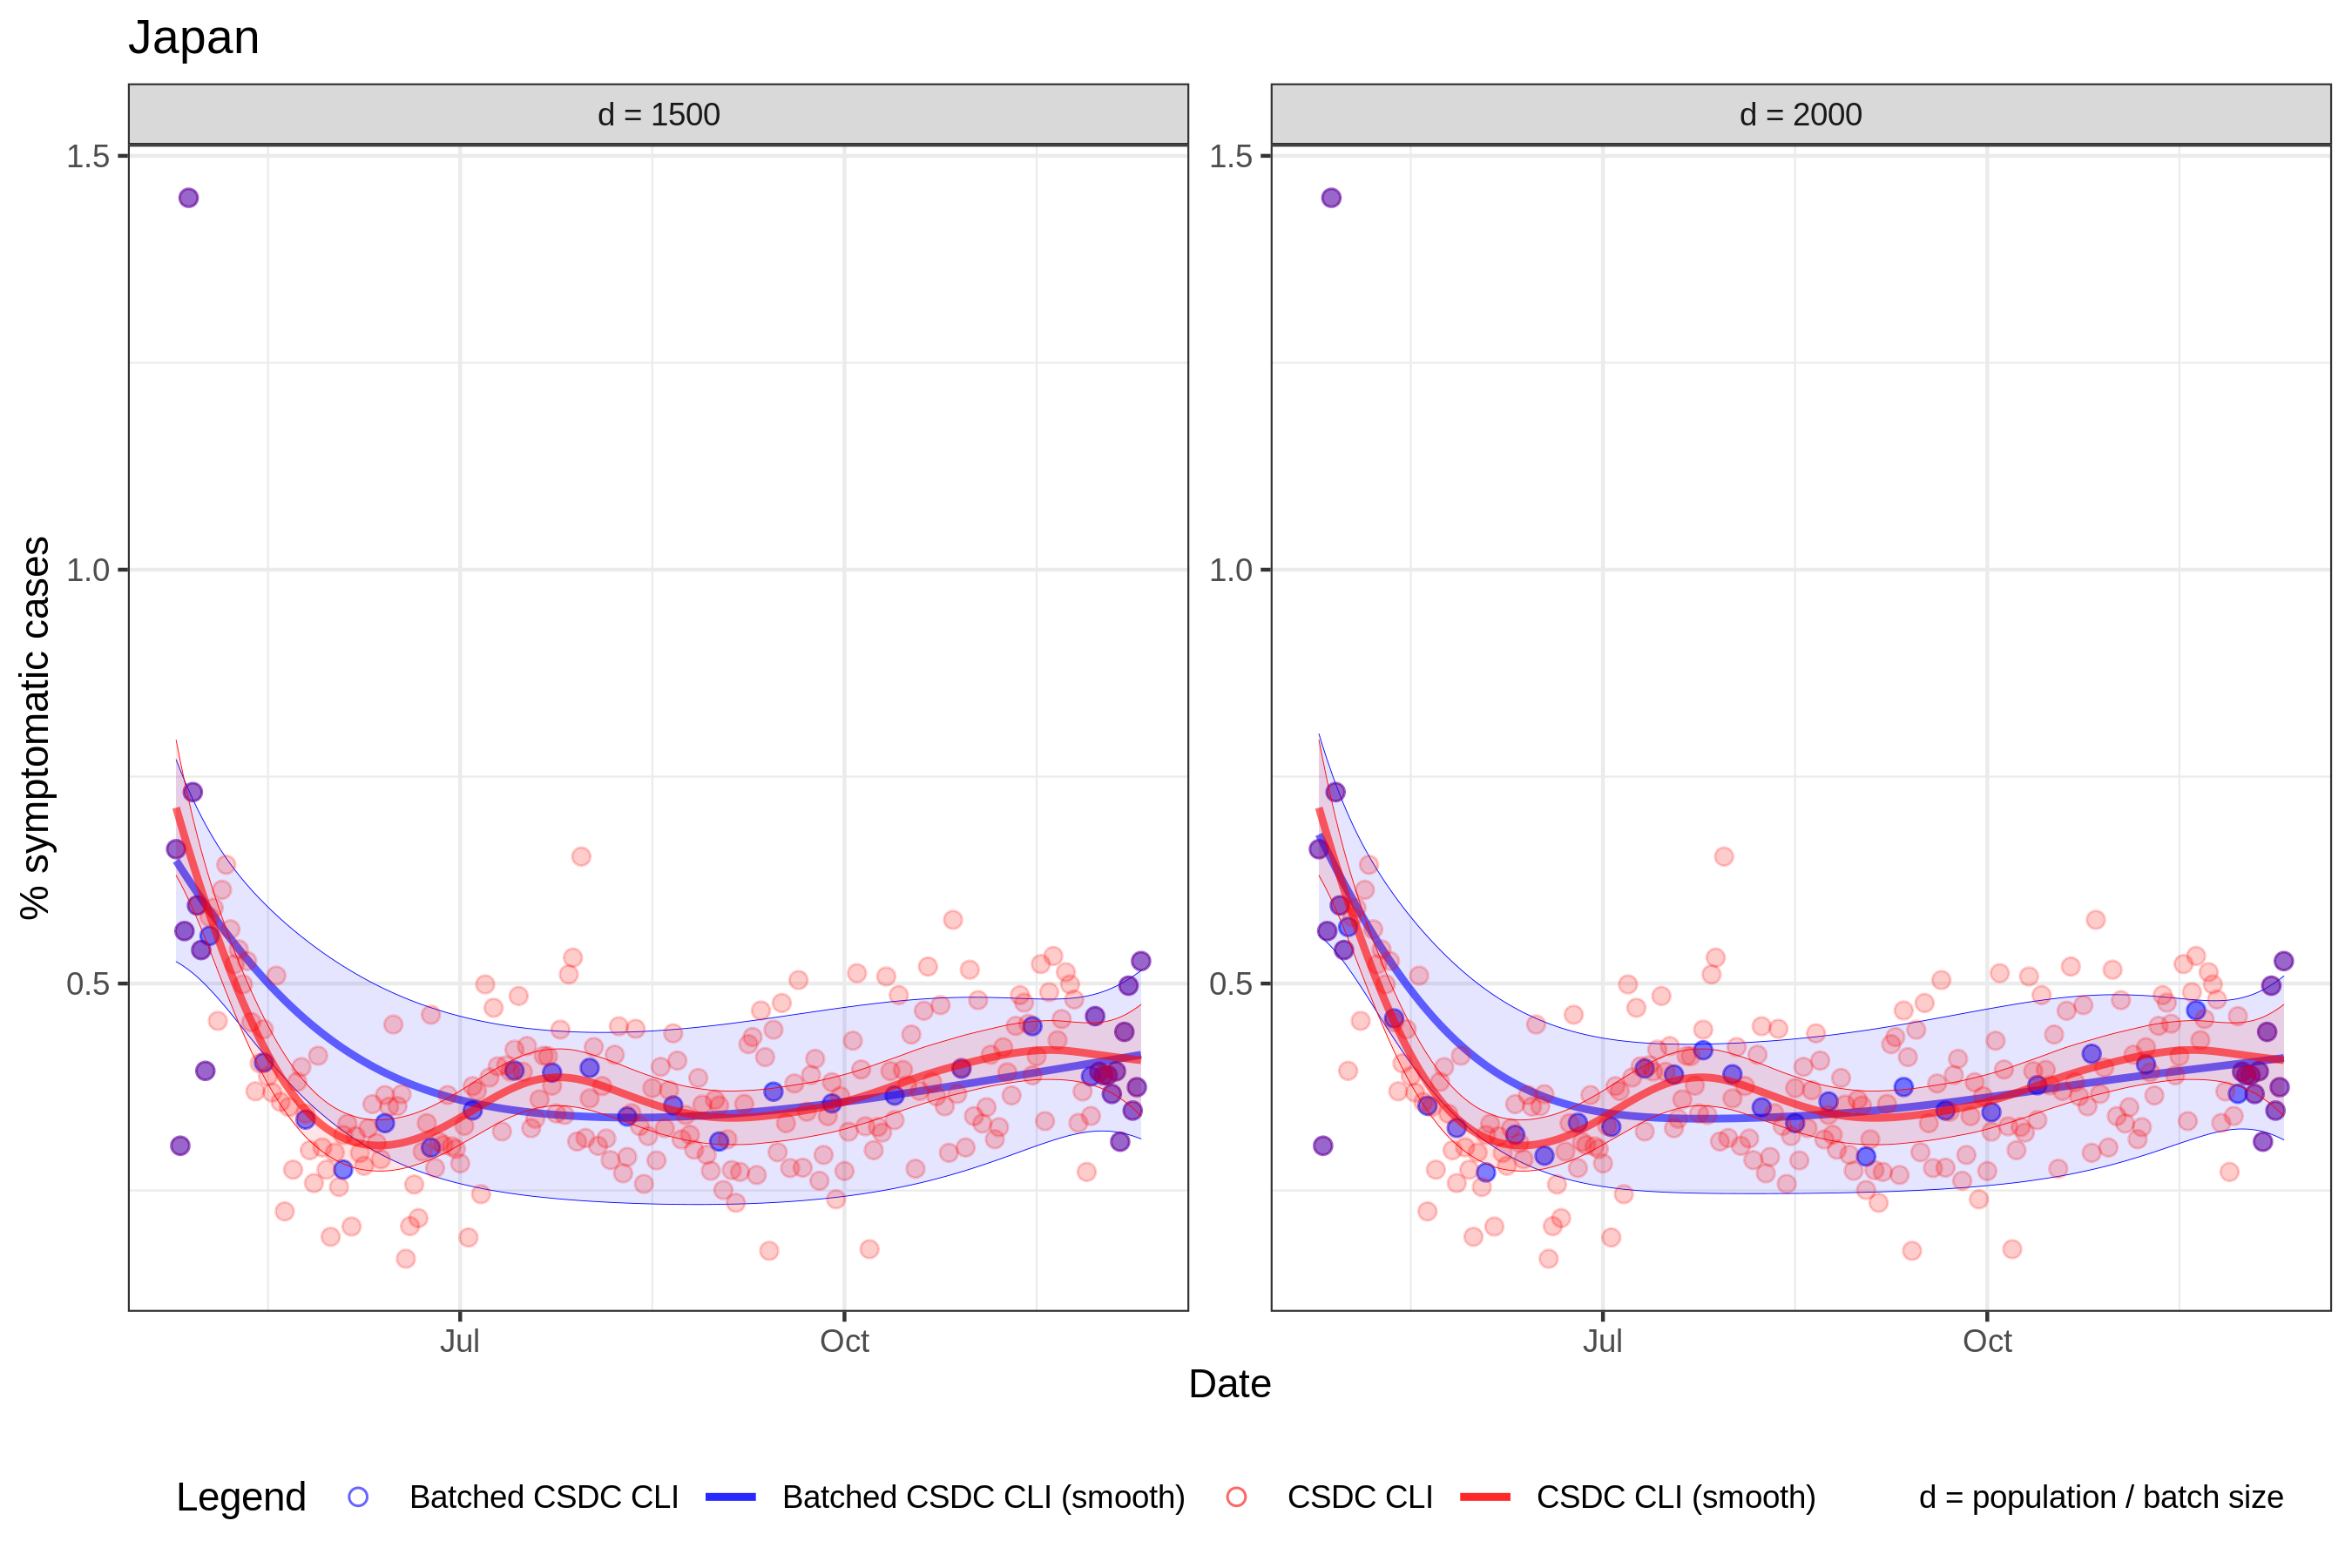 Japan
d = 1500
d = 2000
1.5
1.0
0.5
1.5
1.0
0.5
% symptomatic cases
Jul
Oct
Jul
Oct
Date
Legend
Batched CSDC CLI
Batched CSDC CLI (smooth)
CSDC CLI
CSDC CLI (smooth)
d = population / batch size